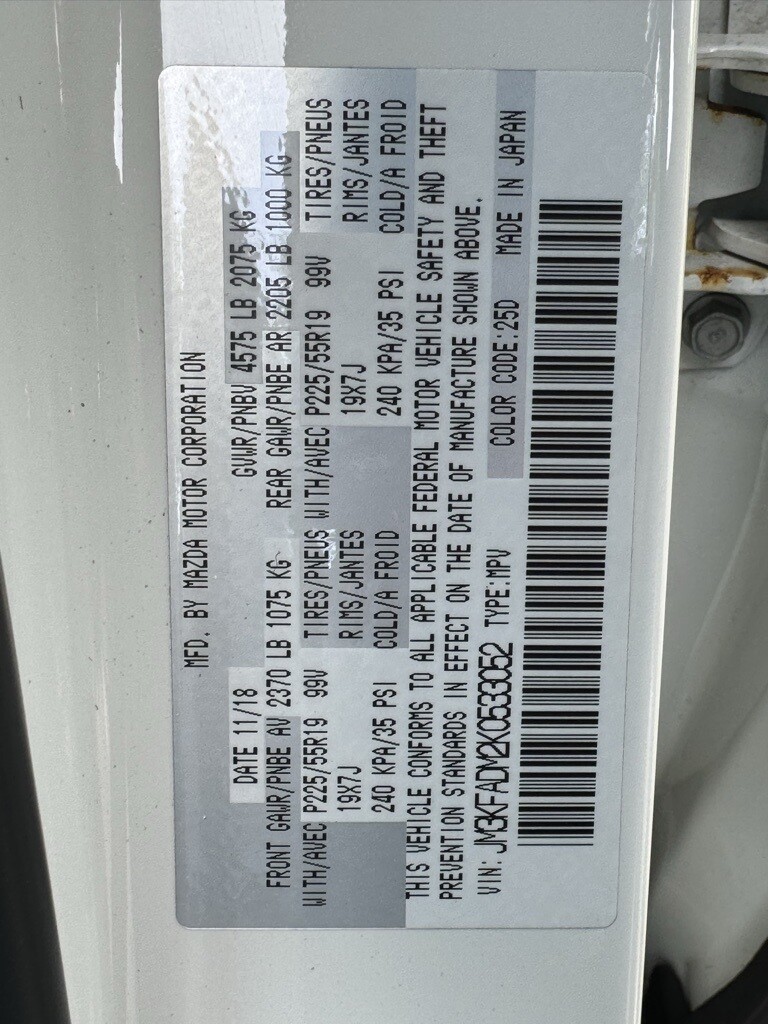 MFD. BY MAZDA MOTOR CORPORATION
DATE 11/18 GVWR/PNBV 4575 LB 2075 KG
FRONT GAWR/PNBE AV 2370 LB 1075 KG REAR GAWR/PNBE AR 2205 LB 1000 KG
WITH/AVEC P225/55R19 99V TIRES/PNEUS WITH/AVEC P225/55R19 99V TIRES/PNEUS
19X7J RIMS/JANTES 19X7J RIMS/JANTES
240 KPA/35 PSI COLD/A FROID 240 KPA/35 PSI COLD/A FROID
THIS VEHICLE CONFORMS TO ALL APPLICABLE FEDERAL MOTOR VEHICLE SAFETY AND THEFT
PREVENTION STANDARDS IN EFFECT ON THE DATE OF MANUFACTURE SHOWN ABOVE.
VIN: JM3KFADM2K0533052 TYPE:MPV COLOR CODE:25D MADE IN JAPAN